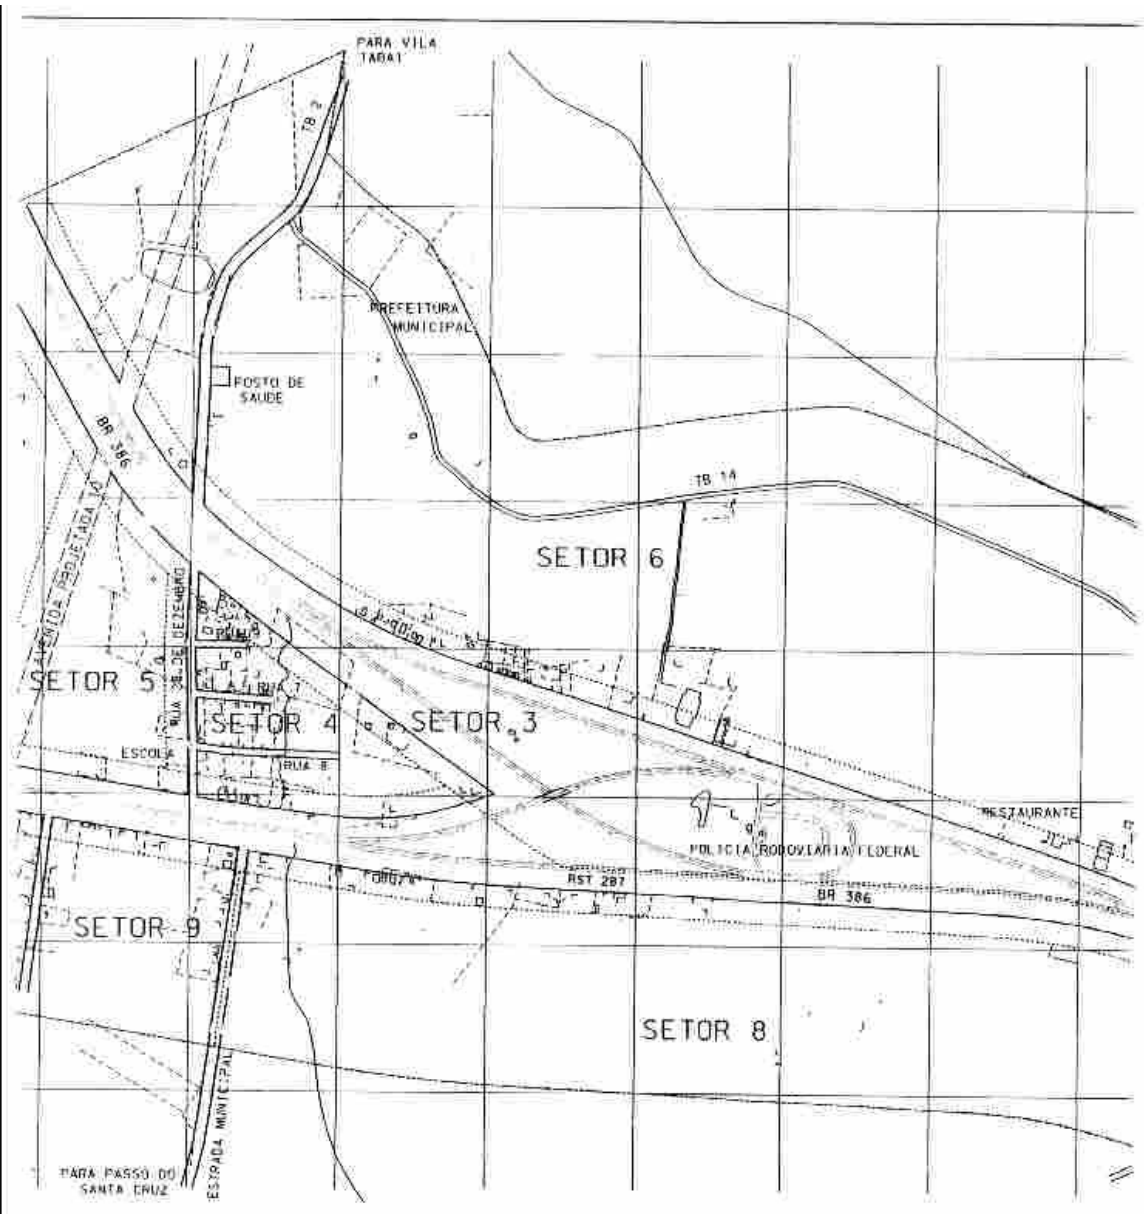 PARA VILA
TABAI
TB 2
PREFEITURA
MUNICIPAL
POSTO DE
SAUDE
BR 386
TB 14
AVENIDA PROJETADA 10
SETOR 6
RUA 28 DE DEZEMBRO
SETOR 5
SETOR 4
SETOR 3
ESCOLA
RUA 8
RESTAURANTE
POLICIA RODOVIARIA FEDERAL
RST 287
BR 386
SETOR 9
SETOR 8
ESTRADA MUNICIPAL
PARA PASSO DO
SANTA CRUZ